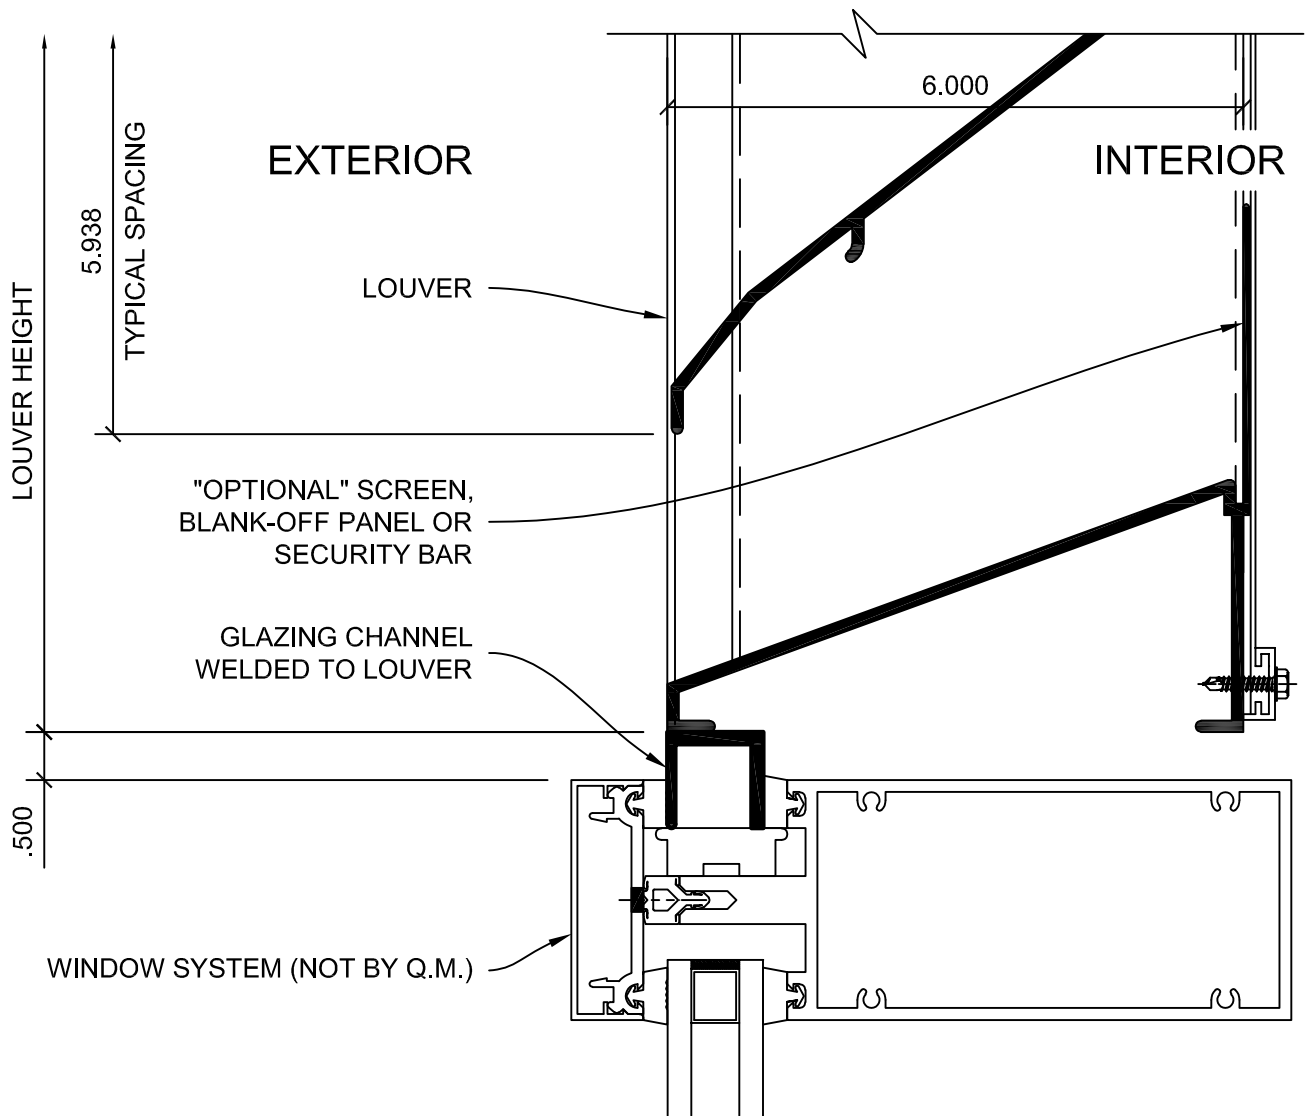 6.000
EXTERIOR
INTERIOR
5.938
TYPICAL SPACING
LOUVER
LOUVER HEIGHT
"OPTIONAL" SCREEN,
BLANK-OFF PANEL OR
SECURITY BAR
GLAZING CHANNEL
WELDED TO LOUVER
.500
WINDOW SYSTEM (NOT BY Q.M.)